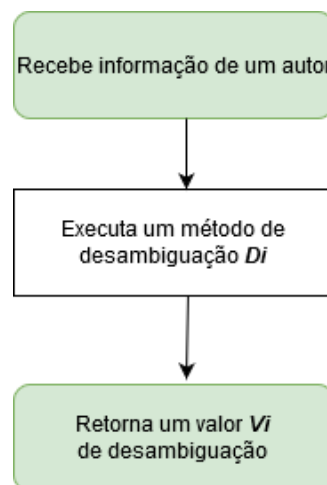 Recebe informação de um autor
Executa um método de
desambiguação Di
Retorna um valor Vi
de desambiguação